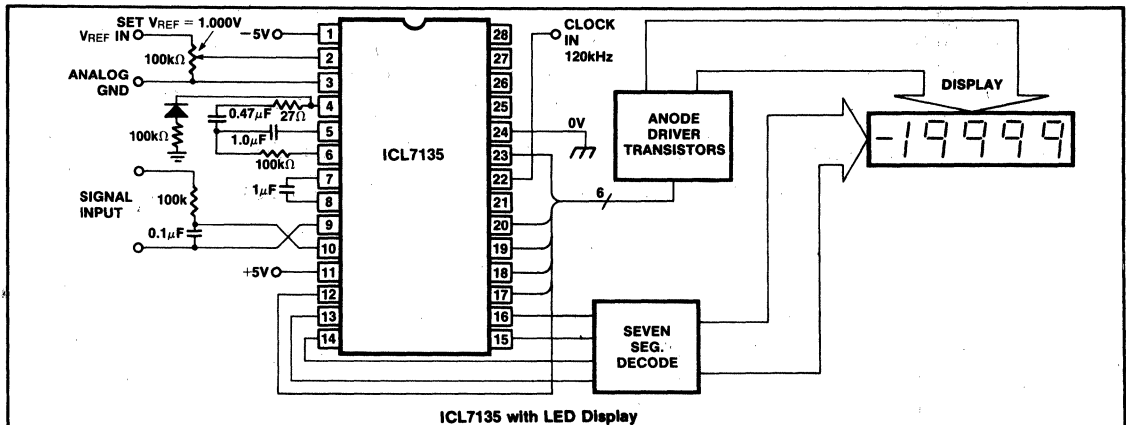 SET VREF = 1.000V
VREF IN
100kΩ
ANALOG
GND
100kΩ
0.47μF
27Ω
1.0μF
100kΩ
1μF
SIGNAL
INPUT
100k
0.1μF
−5V
+5V
1
2
3
4
5
6
7
8
9
10
11
12
13
14
ICL7135
28
27
26
25
24
23
22
21
20
19
18
17
16
15
CLOCK
IN
120kHz
0V
6
ANODE
DRIVER
TRANSISTORS
SEVEN
SEG.
DECODE
DISPLAY
-19999
ICL7135 with LED Display